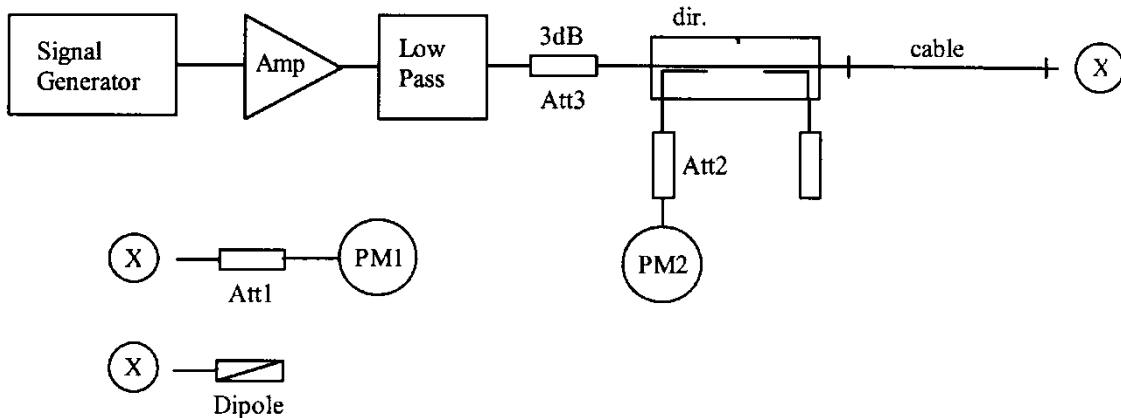 Signal
Generator
Amp
Low
Pass
3dB
Att3
dir.
cable
X
Att2
PM2
X
Att1
PM1
X
Dipole